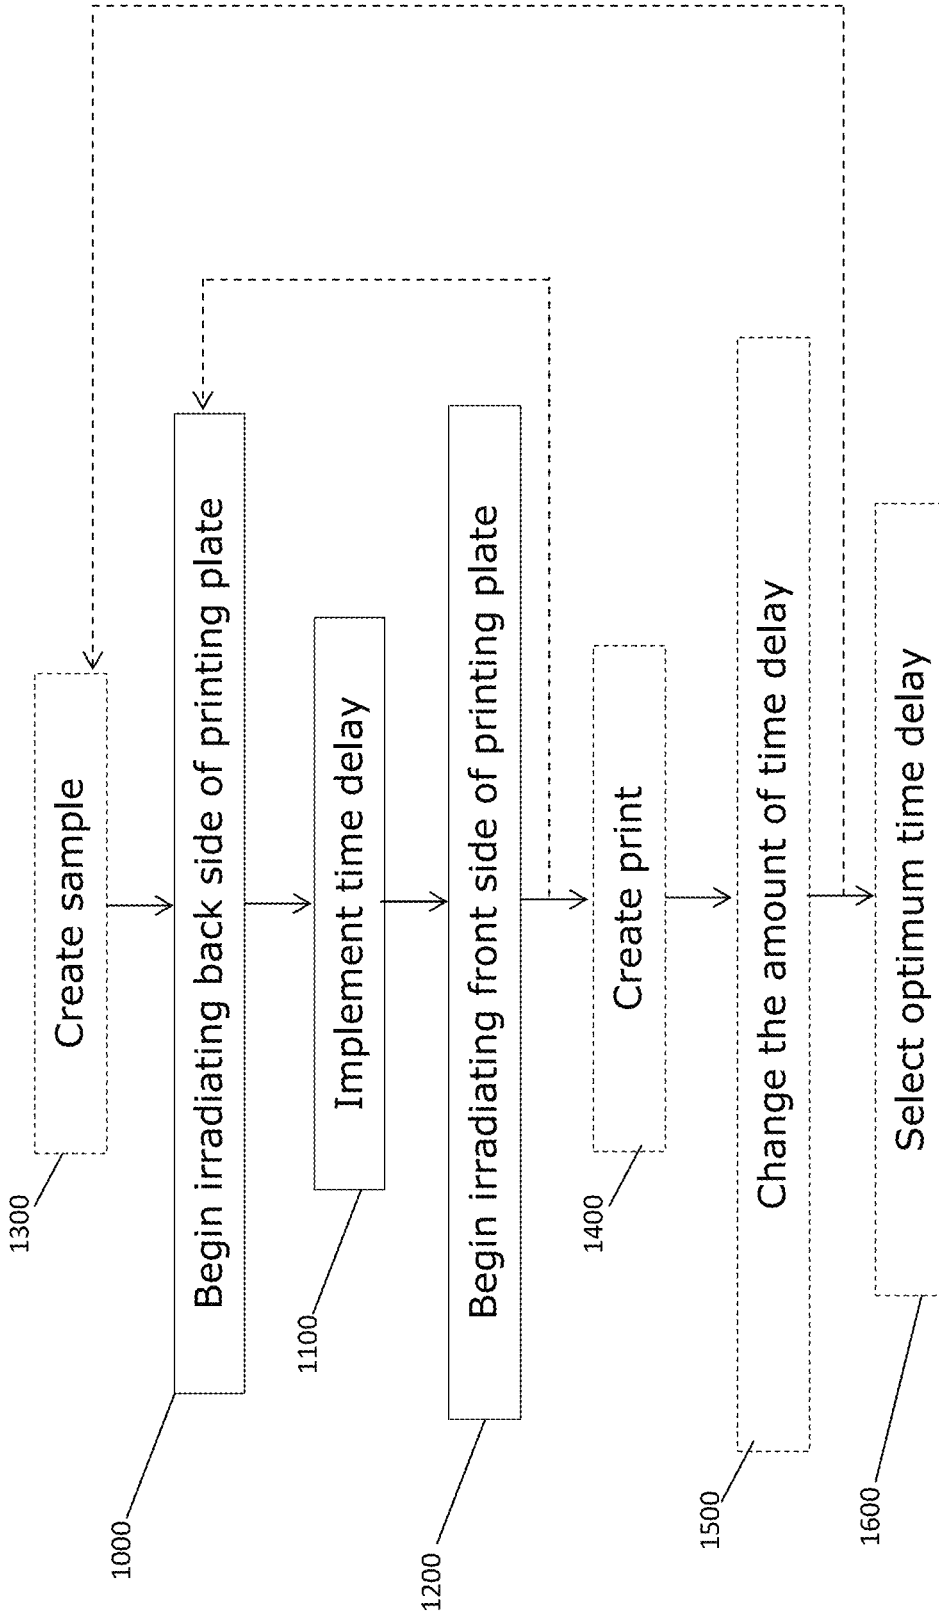 1300
Create sample
1000
Begin irradiating back side of printing plate
1100
Implement time delay
1200
Begin irradiating front side of printing plate
1400
Create print
1500
Change the amount of time delay
1600
Select optimum time delay